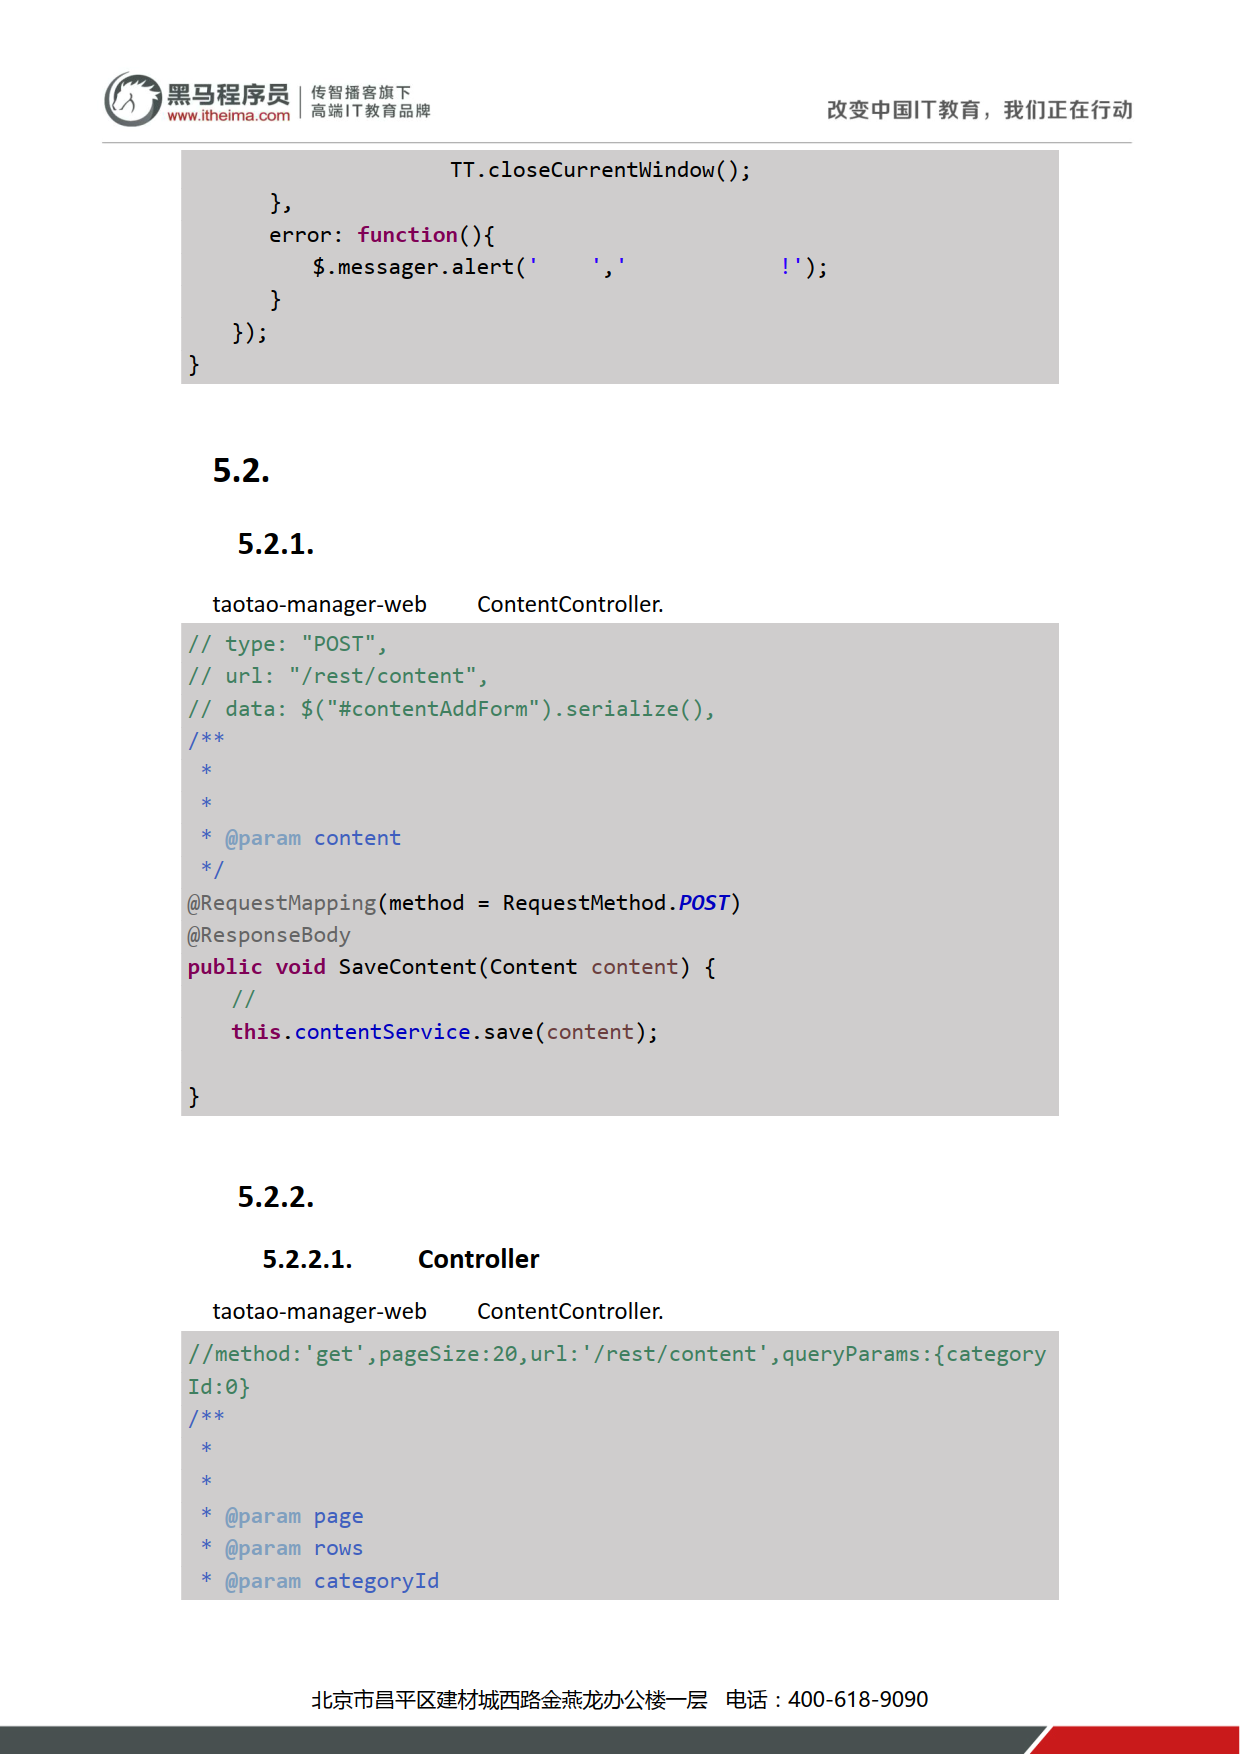 黑马程序员
www.itheima.com
传智播客旗下
高端IT教育品牌
改变中国IT教育，我们正在行动
TT.closeCurrentWindow();
},
error: function(){
$.messager.alert('    ','            !');
}
});
}
5.2.
5.2.1.
taotao-manager-web ContentController.
// type: "POST",
// url: "/rest/content",
// data: $("#contentAddForm").serialize(),
/**
*
*
* @param content
*/
@RequestMapping(method = RequestMethod.POST)
@ResponseBody
public void SaveContent(Content content) {
//
this.contentService.save(content);
}
5.2.2.
5.2.2.1. Controller
taotao-manager-web ContentController.
//method:'get',pageSize:20,url:'/rest/content',queryParams:{category
Id:0}
/**
*
*
* @param page
* @param rows
* @param categoryId
北京市昌平区建材城西路金燕龙办公楼一层 电话：400-618-9090